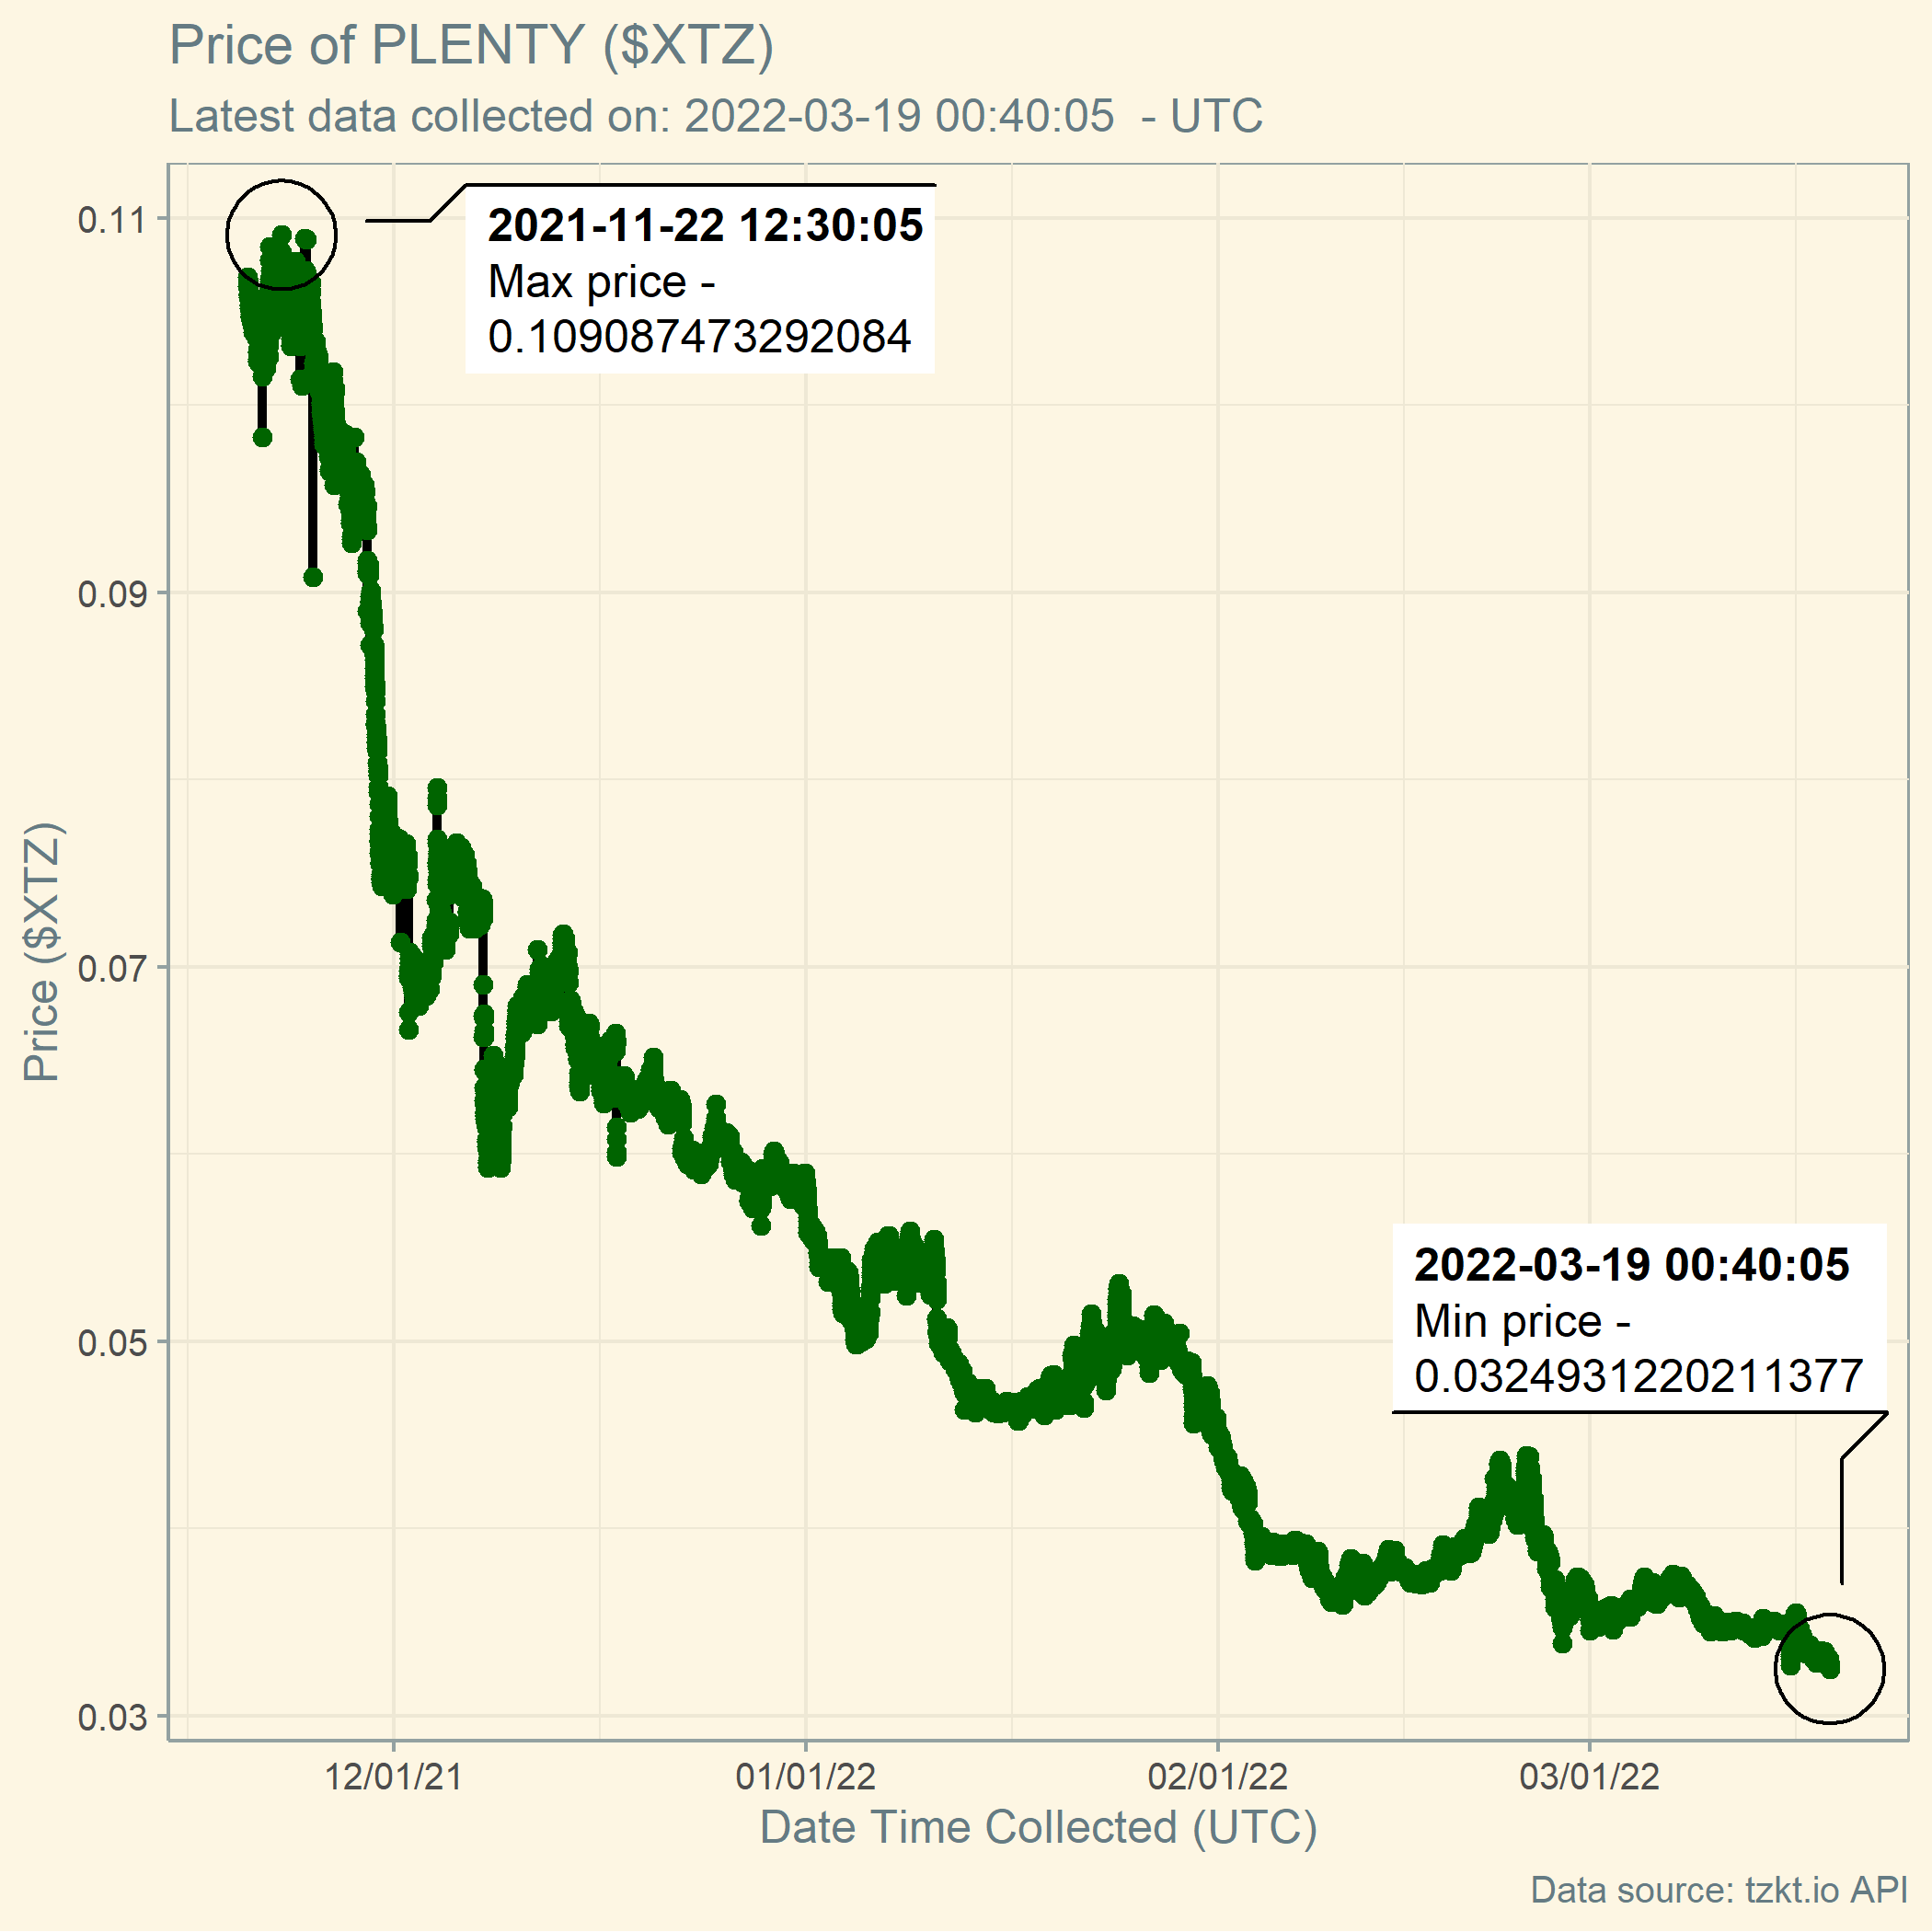 Price of PLENTY ($XTZ)
Latest data collected on: 2022-03-19 00:40:05  - UTC
2021-11-22 12:30:05
Max price -
0.109087473292084
2022-03-19 00:40:05
Min price -
0.0324931220211377
Price ($XTZ)
0.11
0.09
0.07
0.05
0.03
12/01/21
01/01/22
02/01/22
03/01/22
Date Time Collected (UTC)
Data source: tzkt.io API